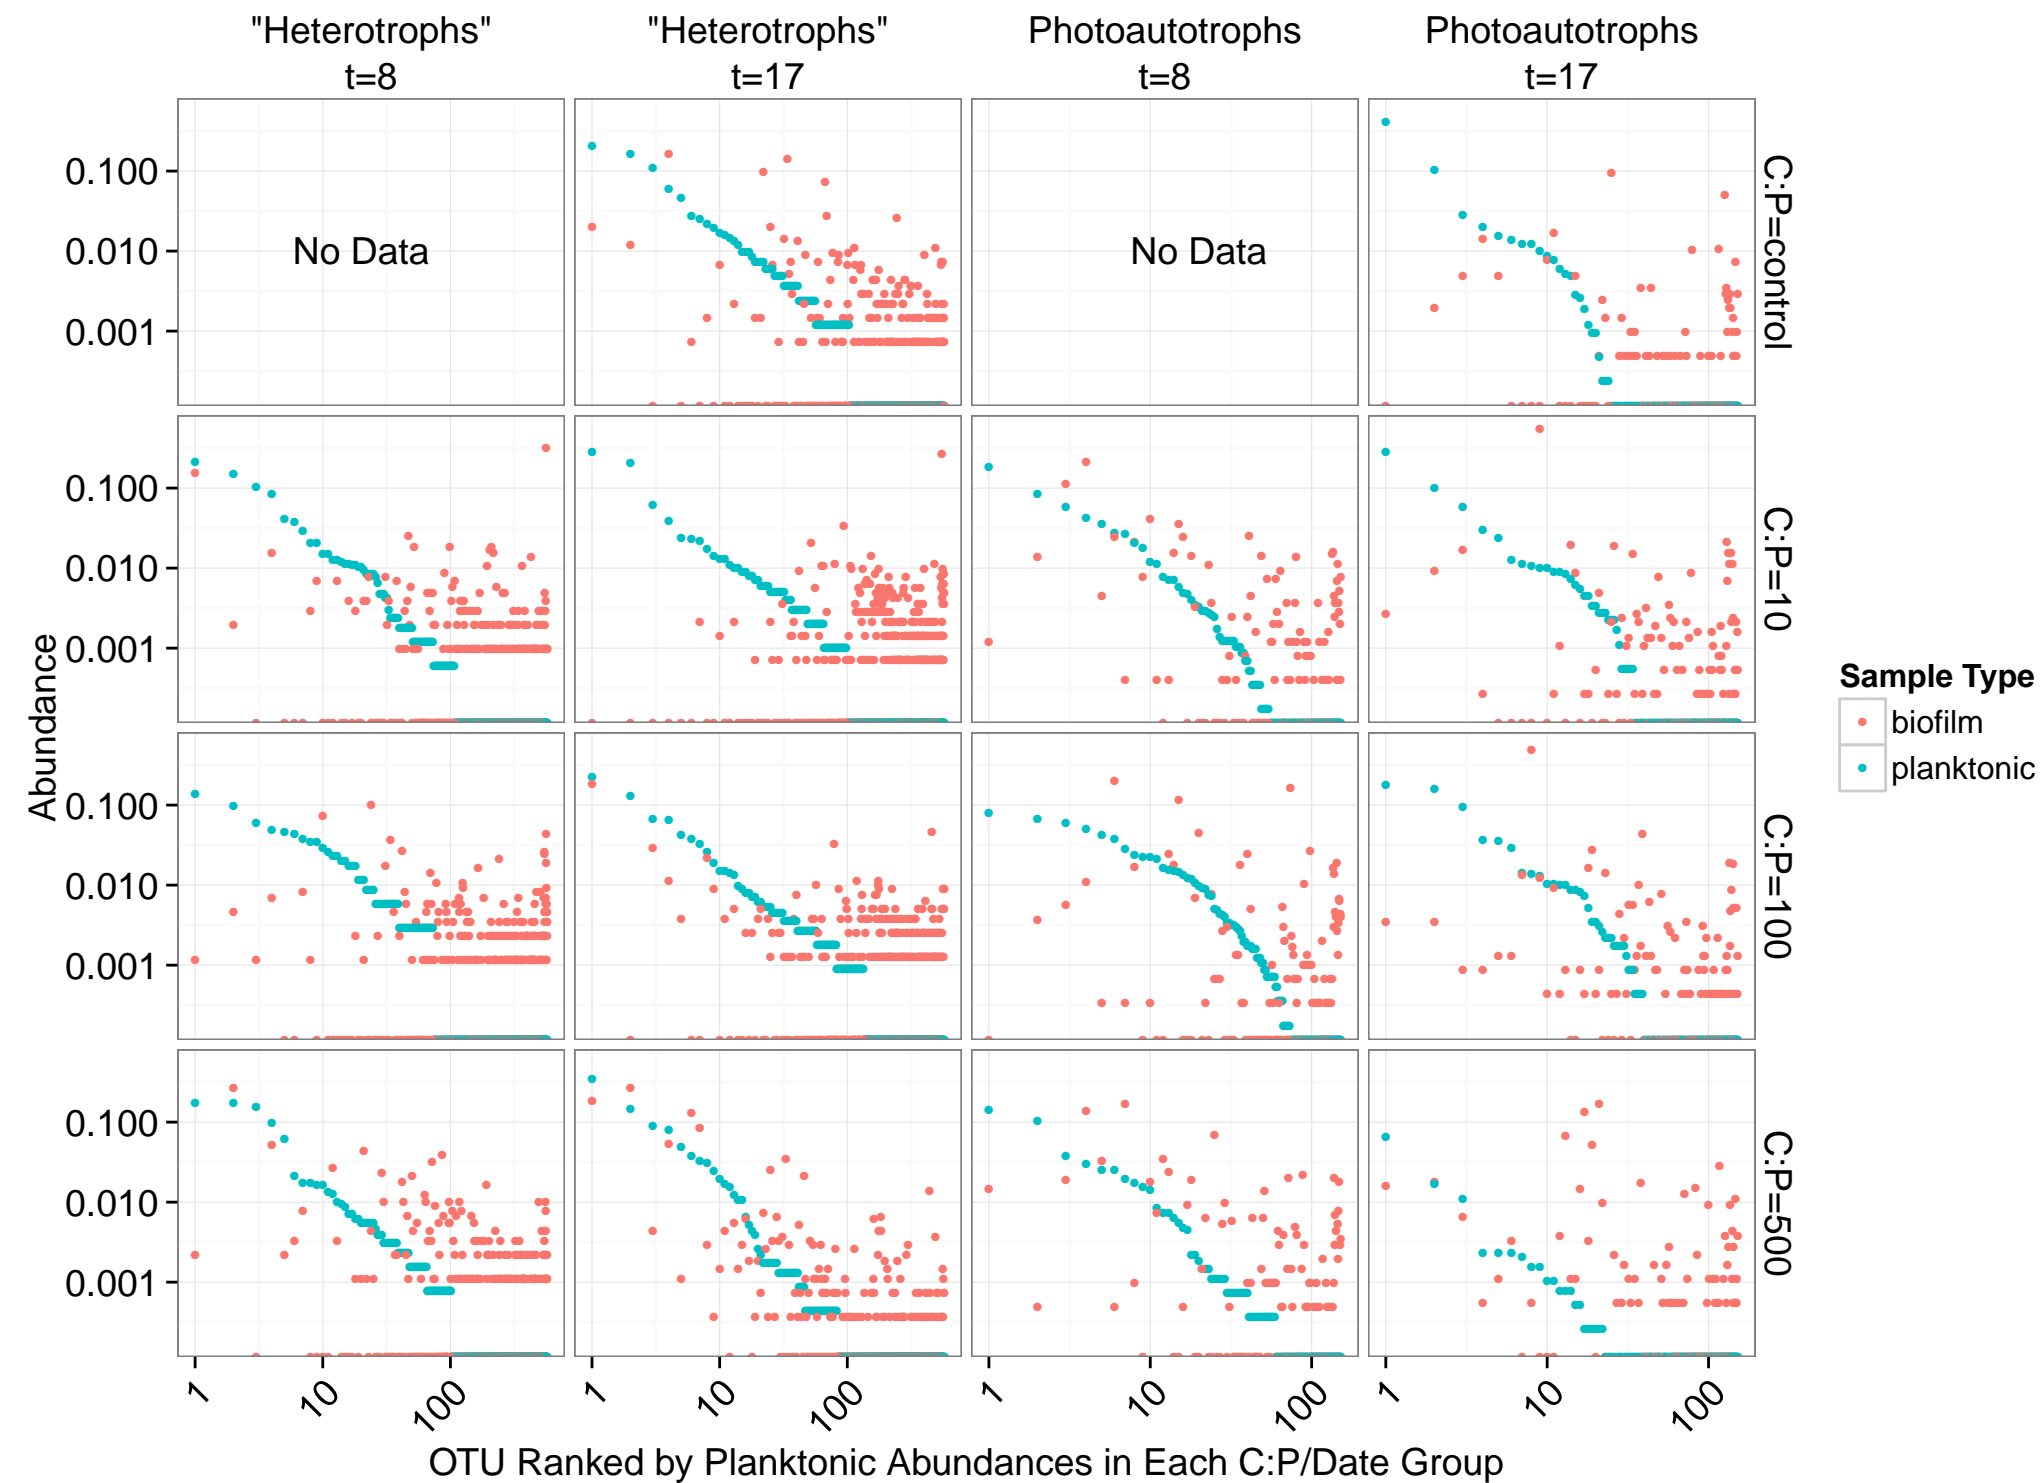 "Heterotrophs" "Heterotrophs" Photoautotrophs Photoautotrophs
t=8 t=17 t=8 t=17
0.100
0.010
0.001
No Data
No Data
C:P=control
0.100
0.010
0.001
C:P=10
0.100
0.010
0.001
C:P=100
0.100
0.010
0.001
C:P=500
Abundance
1 10 100 1 10 100 1 10 100 1 10 100
OTU Ranked by Planktonic Abundances in Each C:P/Date Group
Sample Type
biofilm
planktonic